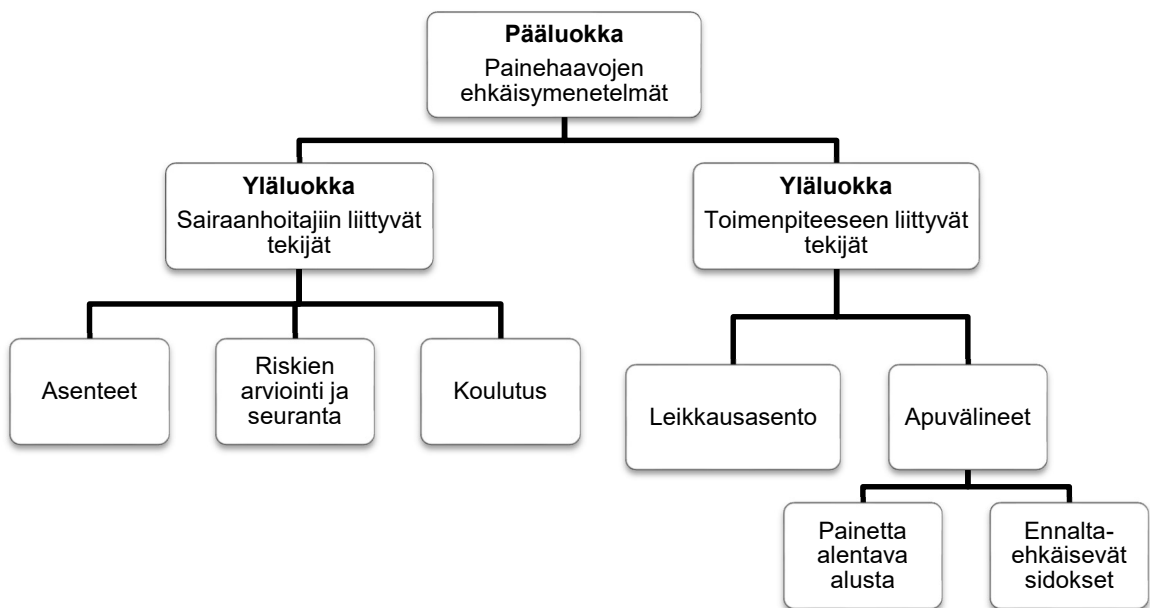 Pääluokka
Painehaavojen
ehkäisymenetelmät
Yläluokka
Sairaanhoitajiin liittyvät
tekijät
Yläluokka
Toimenpiteeseen liittyvät
tekijät
Asenteet
Riskien
arviointi ja
seuranta
Koulutus
Leikkausasento
Apuvälineet
Painetta
alentava
alusta
Ennalta-
ehkäisevät
sidokset